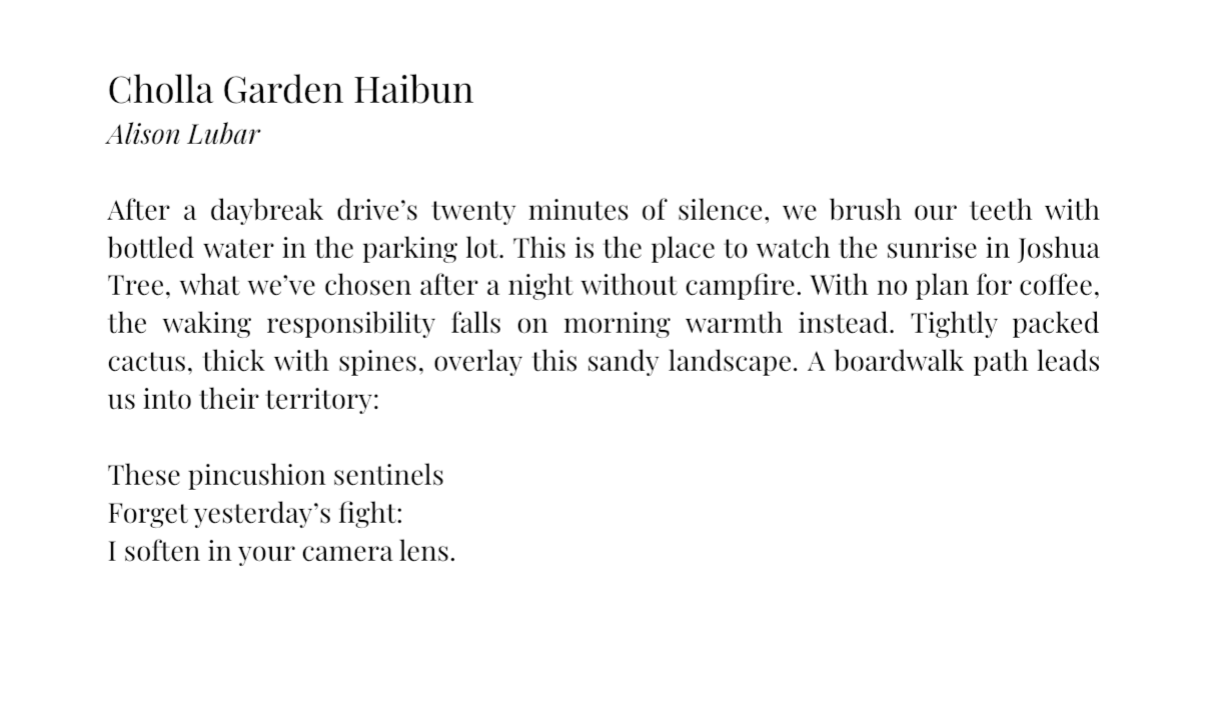 Cholla Garden Haibun
Alison Lubar
After a daybreak drive’s twenty minutes of silence, we brush our teeth with
bottled water in the parking lot. This is the place to watch the sunrise in Joshua
Tree, what we’ve chosen after a night without campfire. With no plan for coffee,
the waking responsibility falls on morning warmth instead. Tightly packed
cactus, thick with spines, overlay this sandy landscape. A boardwalk path leads
us into their territory:
These pincushion sentinels
Forget yesterday’s fight:
I soften in your camera lens.